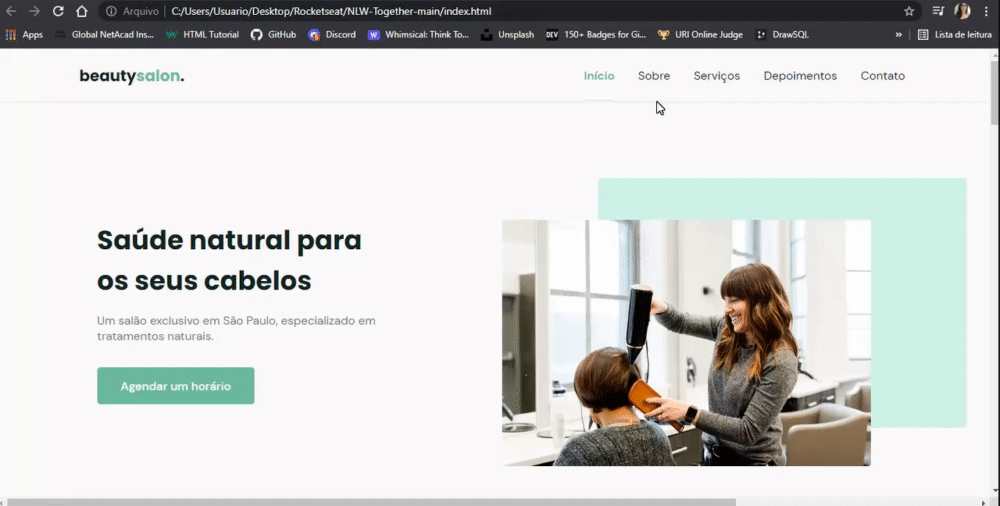 Arquivo C:/Users/Usuario/Desktop/Rocketseat/NLW-Together-main/index.html
Apps Global NetAcad Ins... HTML Tutorial GitHub Discord Whimsical: Think To... Unsplash DEV 150+ Badges for Gi... URI Online Judge DrawSQL » Lista de leitura
beautysalon. Início Sobre Serviços Depoimentos Contato
Saúde natural para
os seus cabelos
Um salão exclusivo em São Paulo, especializado em
tratamentos naturais.
Agendar um horário